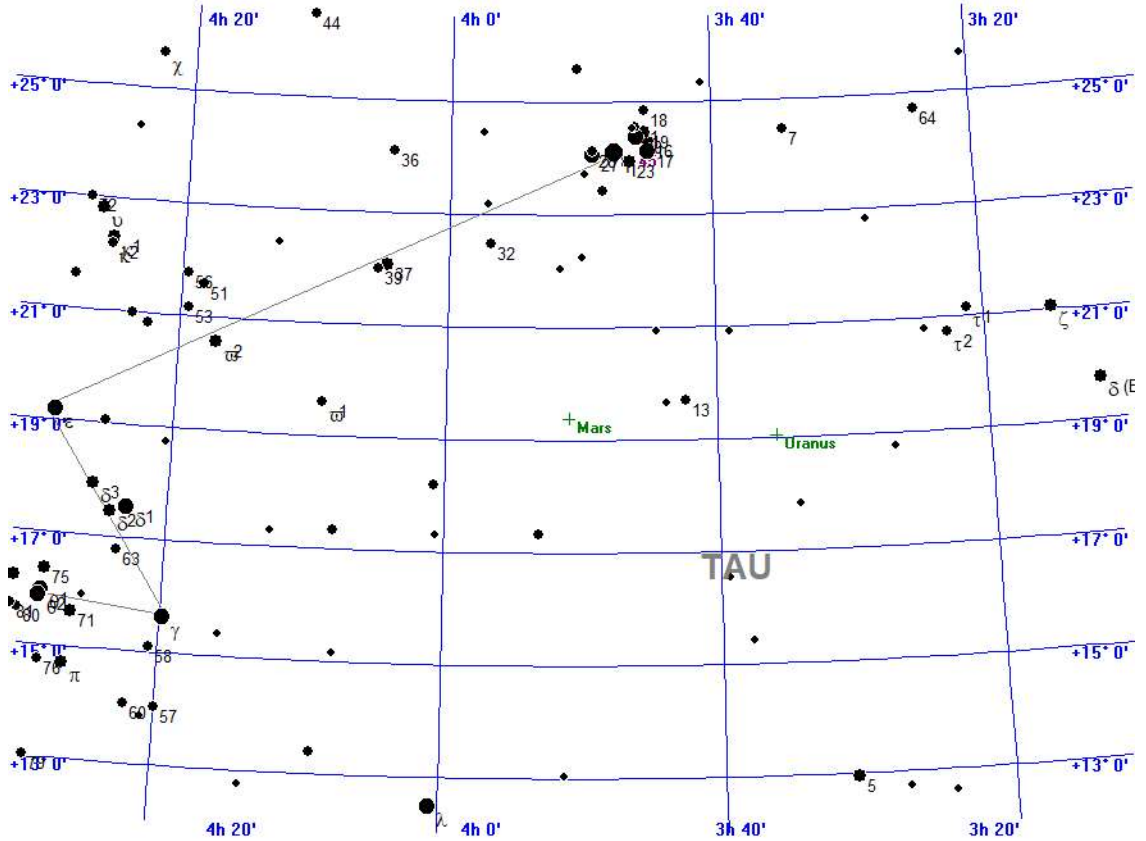 4h 20'
44
4h 0'
3h 40'
3h 20'
χ
+25° 0'
+25° 0'
18
64
7
36
19
16
17
27
23
+23° 0'
+23° 0'
υ
κ2
32
37
39
56
51
53
+21° 0'
+21° 0'
τ1
ζ
τ2
ϖ2
δ (E
ε
ϖ1
13
+19° 0'
Mars
Uranus
+19° 0'
δ3
δ2
δ1
+17° 0'
63
+17° 0'
TAU
75
71
γ
+15° 0'
58
+15° 0'
76
π
60
57
+13° 0'
5
λ
4h 20'
4h 0'
3h 40'
3h 20'